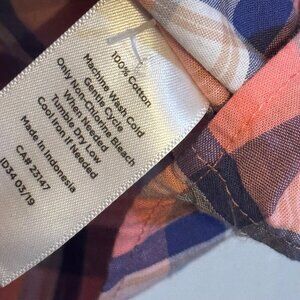 100% Cotton
Machine Wash Cold
Gentle Cycle
Only Non-Chlorine Bleach
When Needed
Tumble Dry Low
Cool Iron If Needed
Made In Indonesia
CA# 23147
ID34 03/19